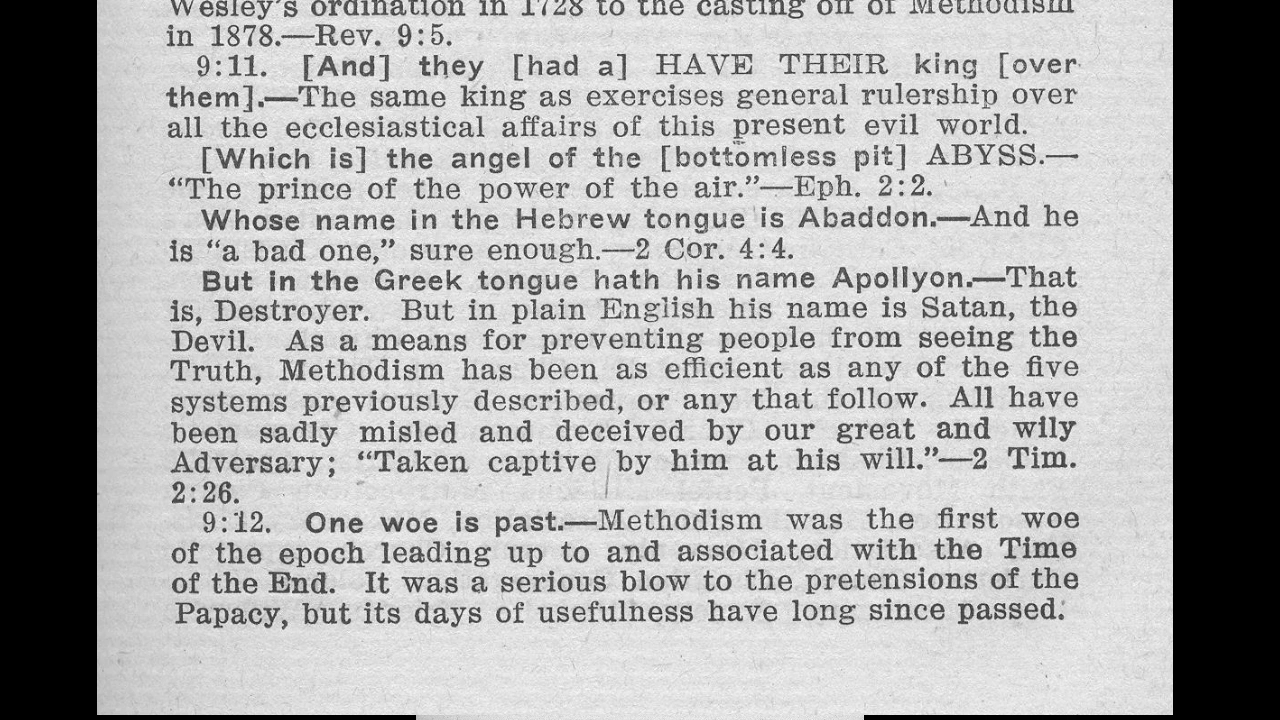 Wesley's ordination in 1728 to the casting off of Methodism
in 1878.—Rev. 9:5.
9:11. [And] they [had a] HAVE THEIR king [over
them].—The same king as exercises general rulership over
all the ecclesiastical affairs of this present evil world.
[Which is] the angel of the [bottomless pit] ABYSS.—
“The prince of the power of the air.”—Eph. 2:2.
Whose name in the Hebrew tongue is Abaddon.—And he
is “a bad one,” sure enough.—2 Cor. 4:4.
But in the Greek tongue hath his name Apollyon.—That
is, Destroyer. But in plain English his name is Satan, the
Devil. As a means for preventing people from seeing the
Truth, Methodism has been as efficient as any of the five
systems previously described, or any that follow. All have
been sadly misled and deceived by our great and wily
Adversary; “Taken captive by him at his will.”—2 Tim.
2:26.
9:12. One woe is past.—Methodism was the first woe
of the epoch leading up to and associated with the Time
of the End. It was a serious blow to the pretensions of the
Papacy, but its days of usefulness have long since passed.